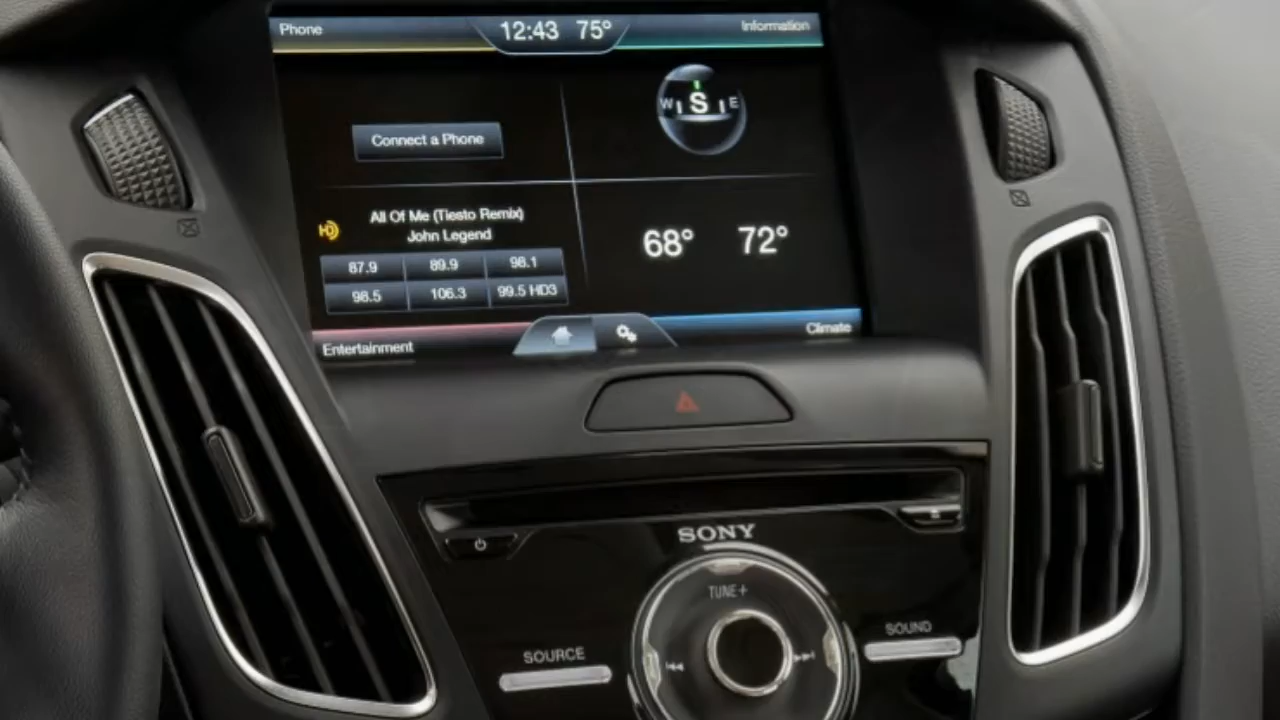 Phone
12:43 75°
Information
Connect a Phone
W S E
HD
All Of Me (Tiesto Remix)
John Legend
87.9 89.9 98.1
98.5 106.3 99.5 HD3
68° 72°
Entertainment
Climate
SONY
TUNE+
SOURCE
SOUND